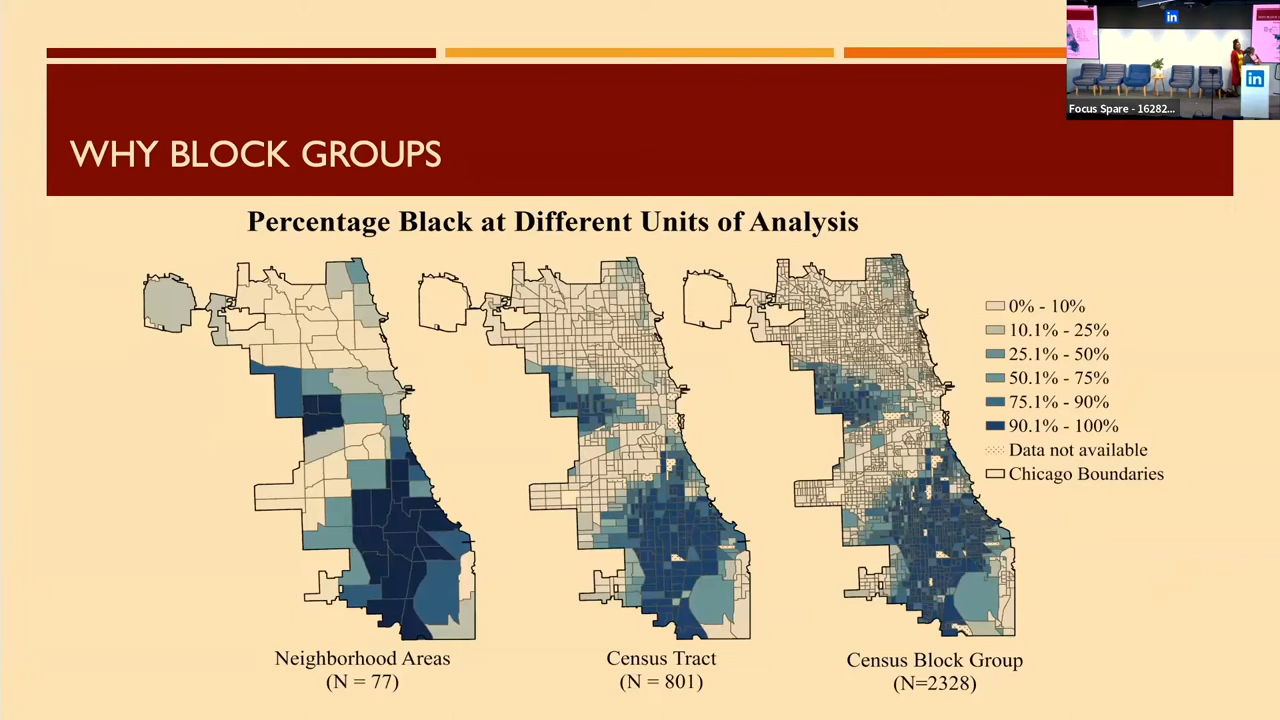 WHY BLOCK GROUPS
Percentage Black at Different Units of Analysis
0% - 10%
10.1% - 25%
25.1% - 50%
50.1% - 75%
75.1% - 90%
90.1% - 100%
Data not available
Chicago Boundaries
Neighborhood Areas
(N = 77)
Census Tract
(N = 801)
Census Block Group
(N=2328)
in
in
Focus Spare - 16282...